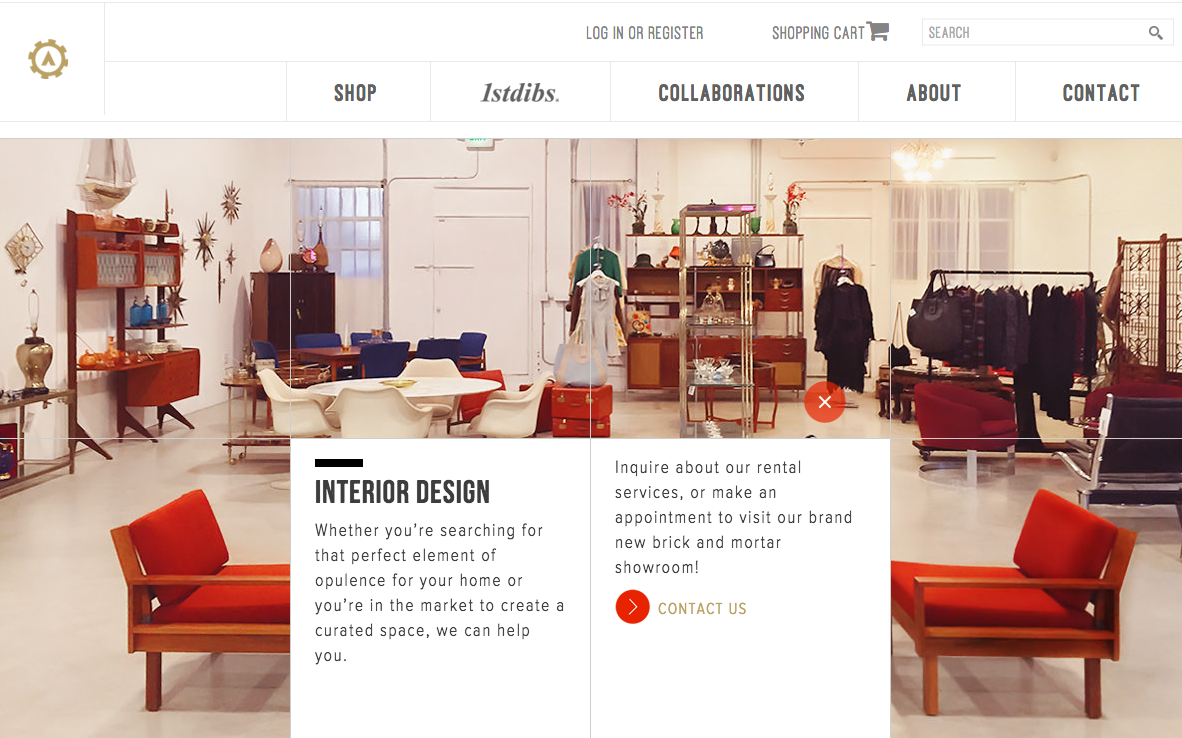 LOG IN OR REGISTER
SHOPPING CART
SEARCH
SHOP
1stdibs.
COLLABORATIONS
ABOUT
CONTACT
INTERIOR DESIGN
Whether you’re searching for
that perfect element of
opulence for your home or
you’re in the market to create a
curated space, we can help
you.
Inquire about our rental
services, or make an
appointment to visit our brand
new brick and mortar
showroom!
CONTACT US